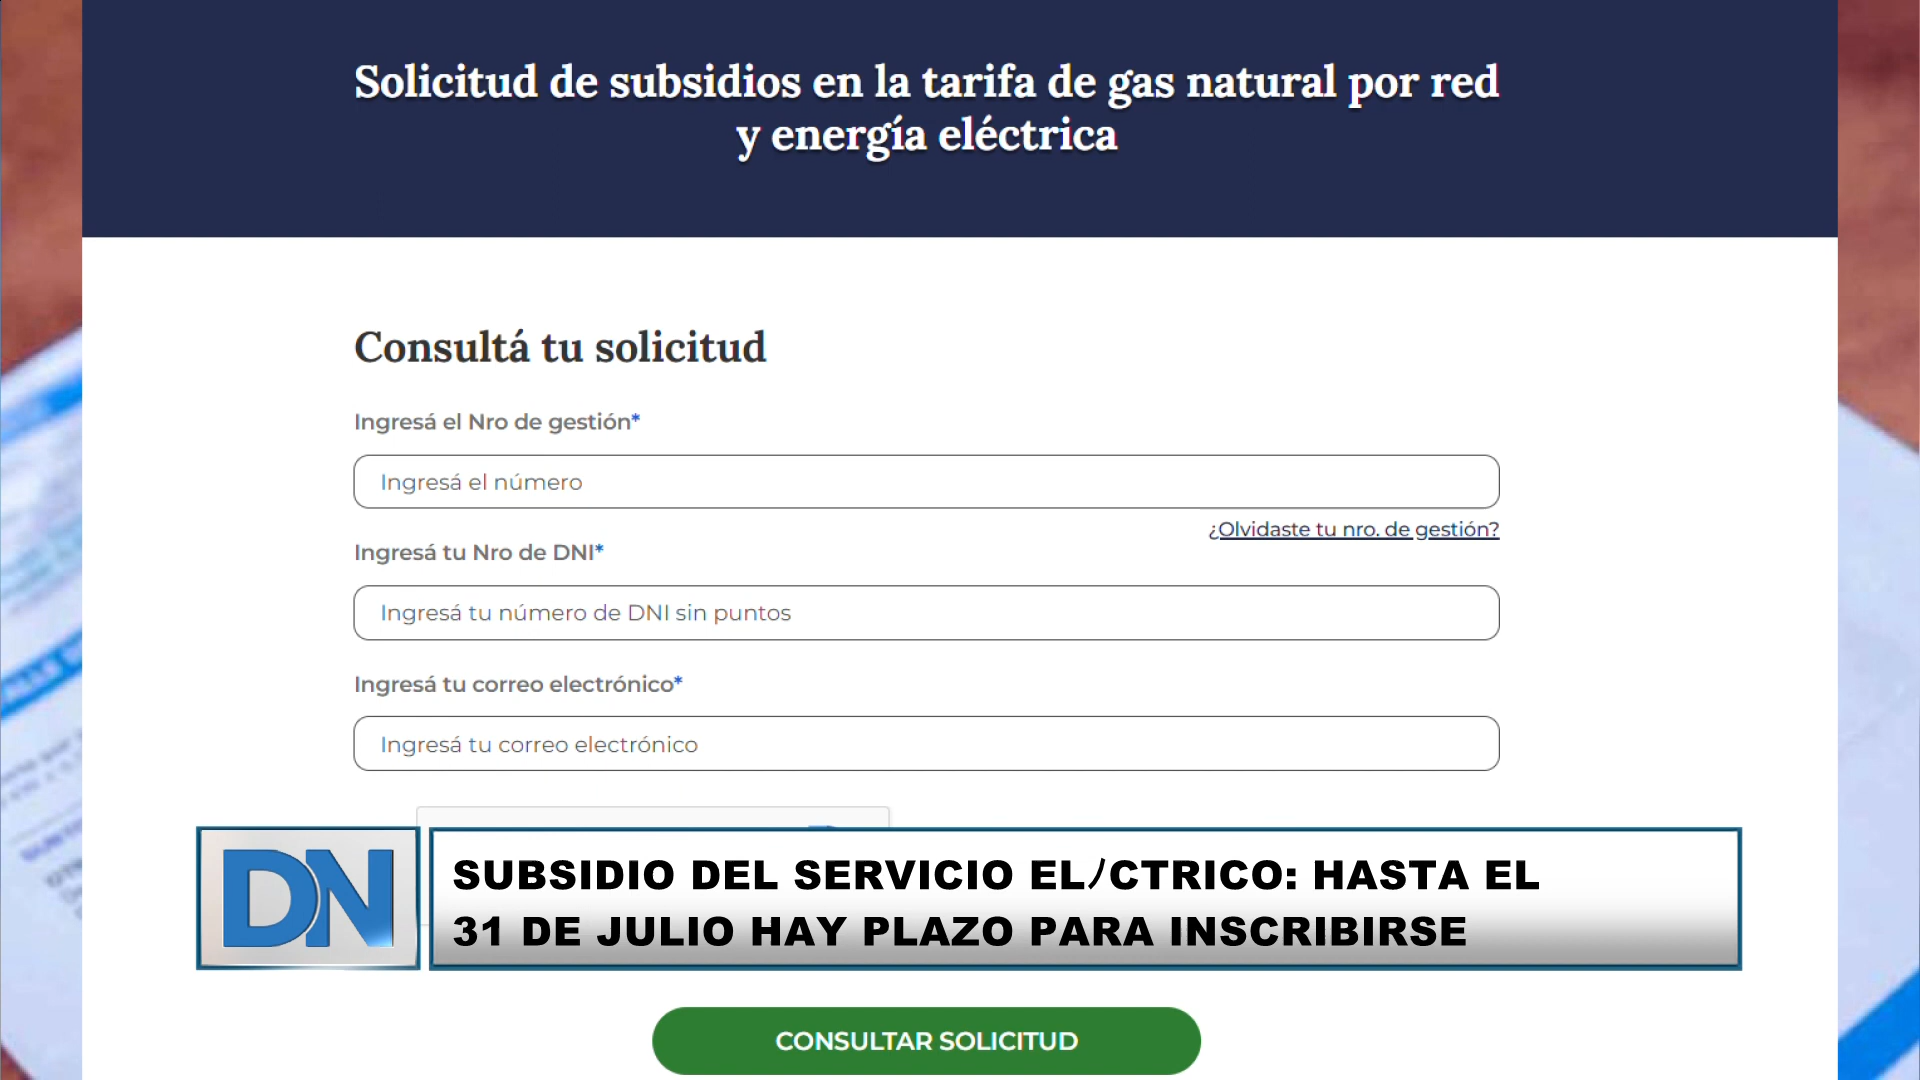 Solicitud de subsidios en la tarifa de gas natural por red
y energía eléctrica
Consultá tu solicitud
Ingresá el Nro de gestión*
Ingresá el número
¿Olvidaste tu nro. de gestión?
Ingresá tu Nro de DNI*
Ingresá tu número de DNI sin puntos
Ingresá tu correo electrónico*
Ingresá tu correo electrónico
DN
SUBSIDIO DEL SERVICIO EL/CTRICO: HASTA EL
31 DE JULIO HAY PLAZO PARA INSCRIBIRSE
CONSULTAR SOLICITUD